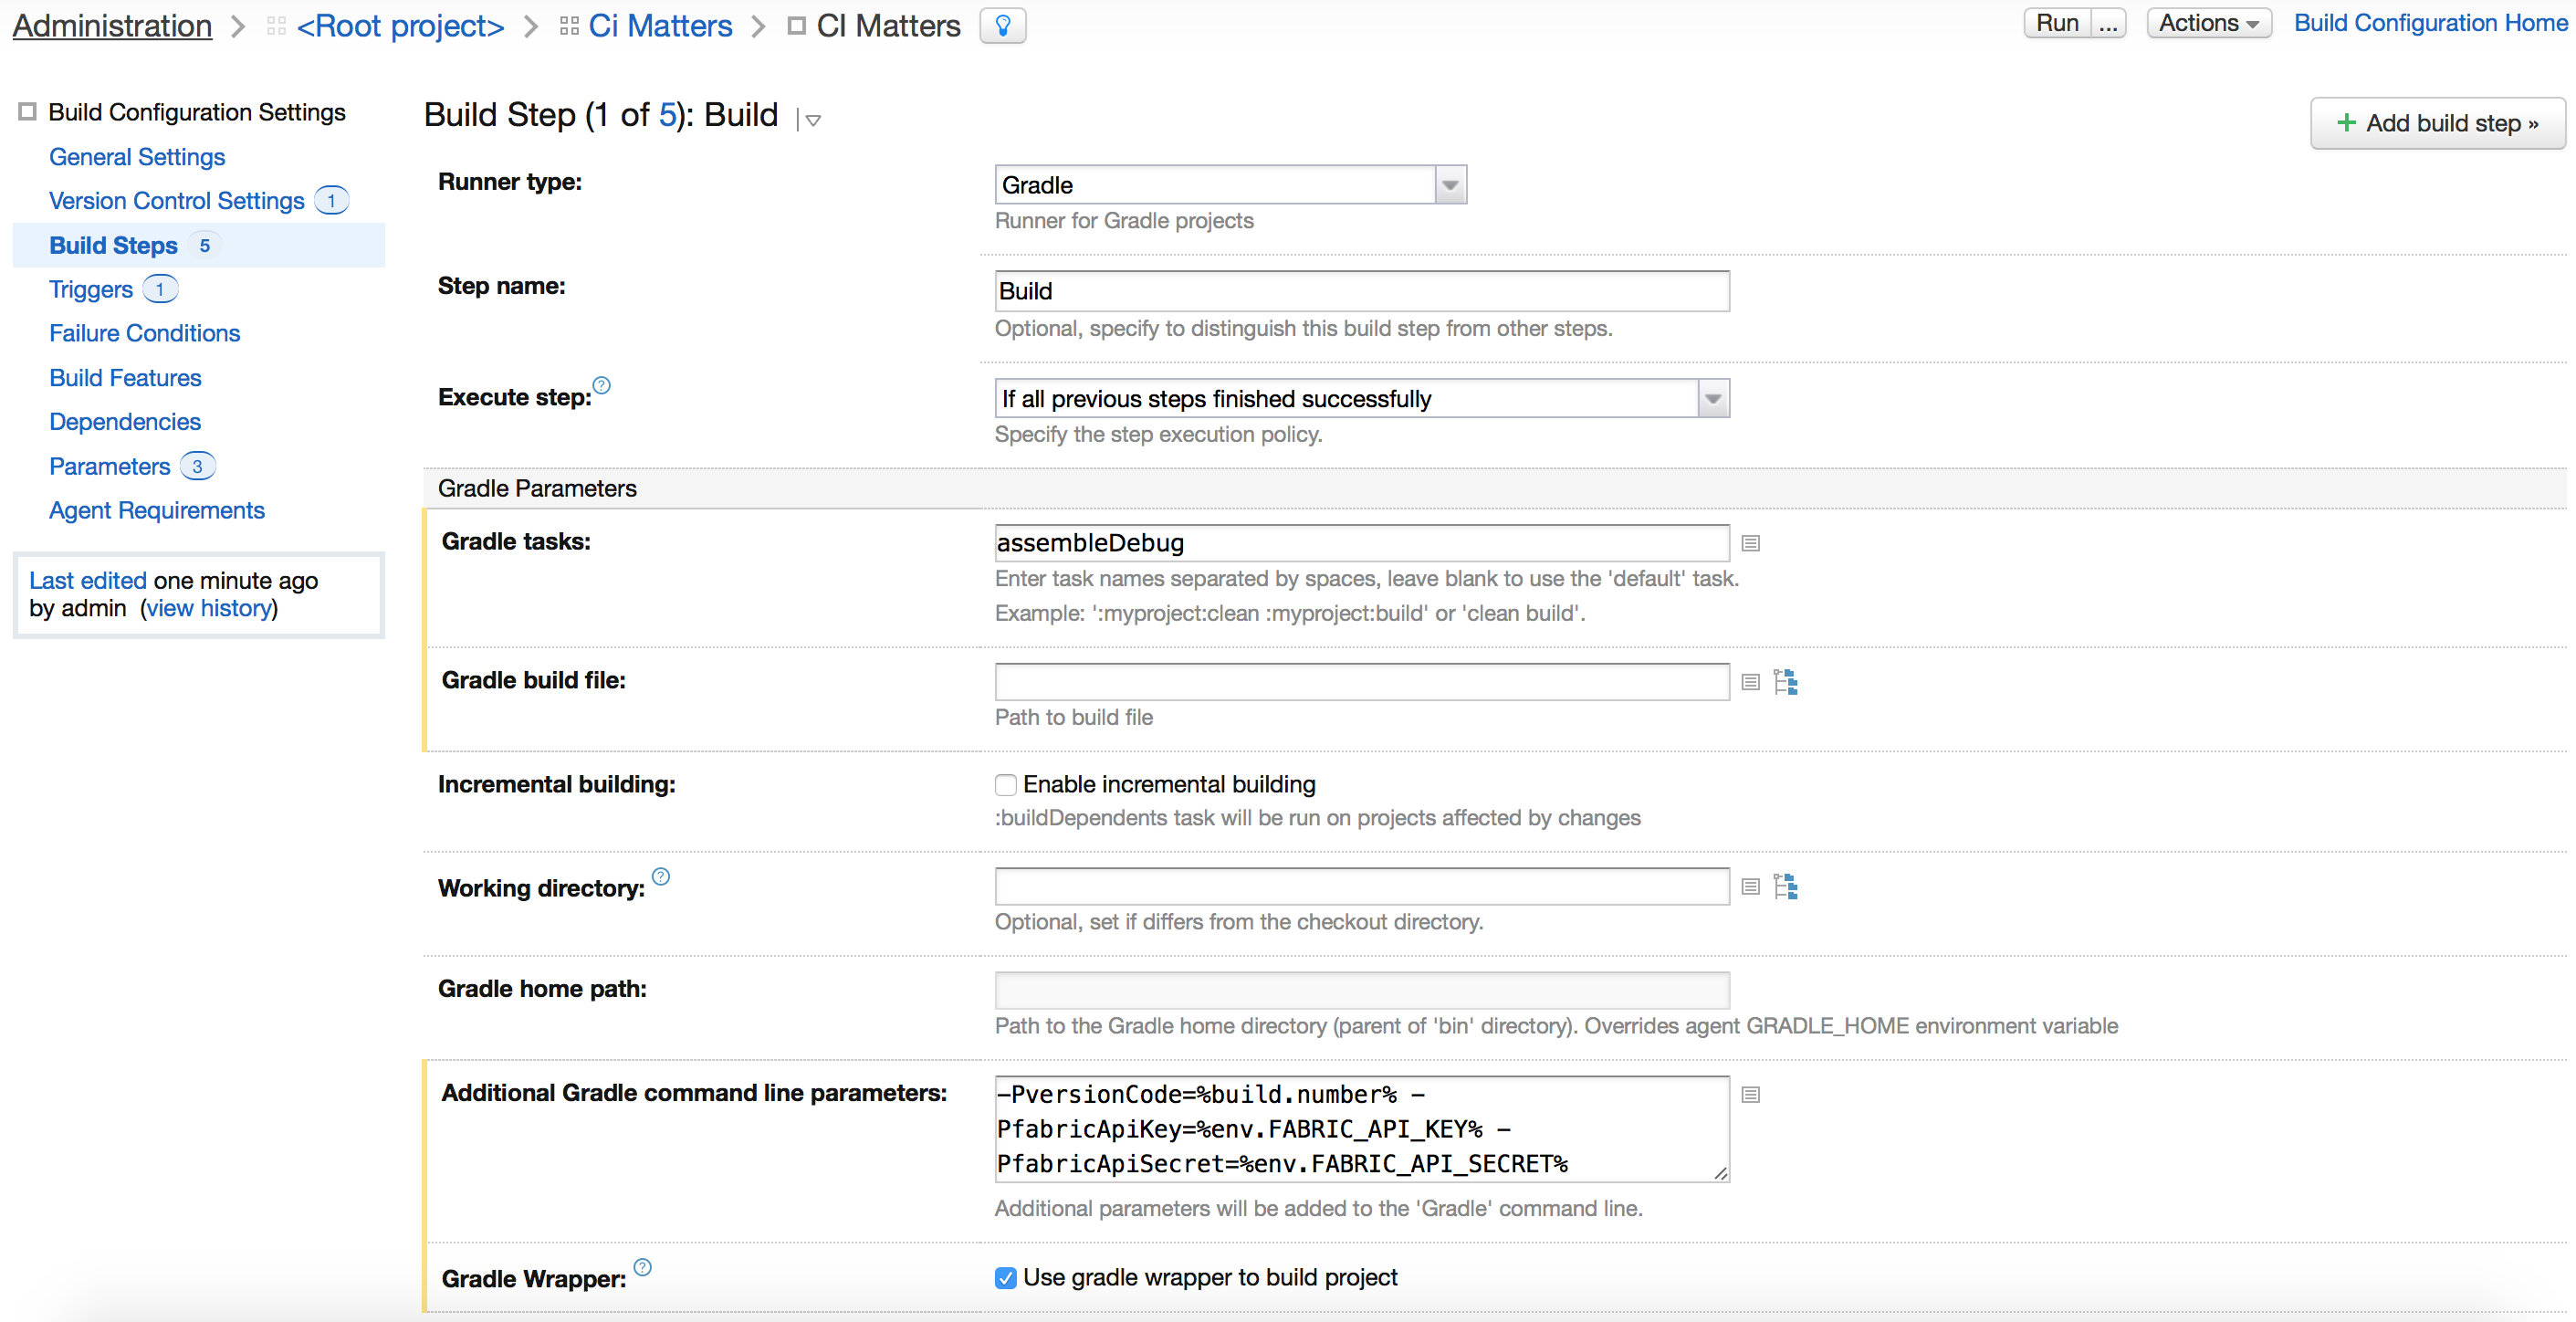 Administration > <Root project> > Ci Matters > CI Matters
Run ... Actions Build Configuration Home
Build Configuration Settings
General Settings
Version Control Settings 1
Build Steps 5
Triggers 1
Failure Conditions
Build Features
Dependencies
Parameters 3
Agent Requirements
Last edited one minute ago
by admin (view history)
Build Step (1 of 5): Build
+ Add build step »
Runner type:
Gradle
Runner for Gradle projects
Step name:
Build
Optional, specify to distinguish this build step from other steps.
Execute step: ?
If all previous steps finished successfully
Specify the step execution policy.
Gradle Parameters
Gradle tasks:
assembleDebug
Enter task names separated by spaces, leave blank to use the 'default' task.
Example: ':myproject:clean :myproject:build' or 'clean build'.
Gradle build file:
Path to build file
Incremental building:
Enable incremental building
:buildDependents task will be run on projects affected by changes
Working directory: ?
Optional, set if differs from the checkout directory.
Gradle home path:
Path to the Gradle home directory (parent of 'bin' directory). Overrides agent GRADLE_HOME environment variable
Additional Gradle command line parameters:
-PversionCode=%build.number% -
PfabricApiKey=%env.FABRIC_API_KEY% -
PfabricApiSecret=%env.FABRIC_API_SECRET%
Additional parameters will be added to the 'Gradle' command line.
Gradle Wrapper: ?
Use gradle wrapper to build project